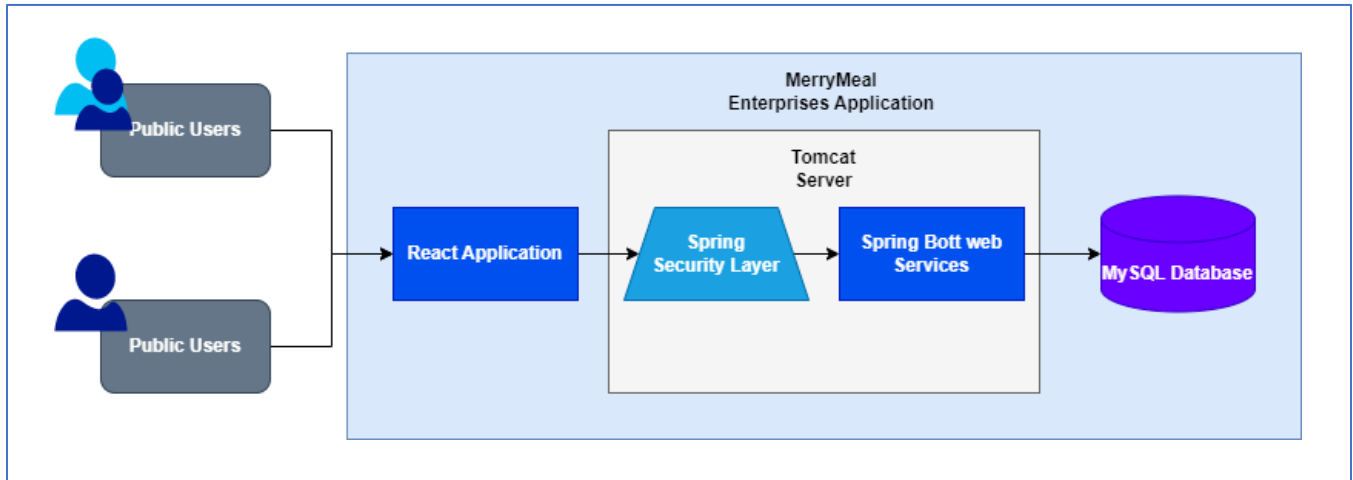 MerryMeal
Enterprises Application
Public Users
Tomcat
Server
React Application
Spring
Security Layer
Spring Bott web
Services
MySQL Database
Public Users